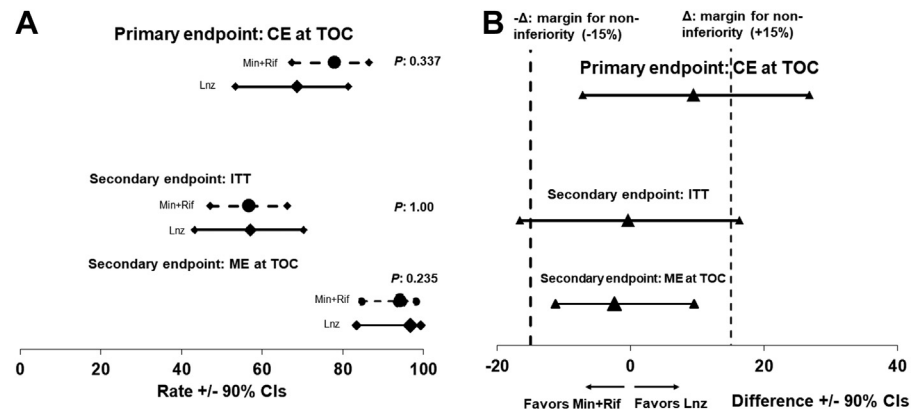 A
Primary endpoint: CE at TOC
Min+Rif
P: 0.337
Lnz
Secondary endpoint: ITT
Min+Rif
P: 1.00
Lnz
Secondary endpoint: ME at TOC
P: 0.235
Min+Rif
Lnz
0 20 40 60 80 100
Rate +/- 90% CIs
B
-Δ: margin for non-
inferiority (-15%)
Δ: margin for non-
inferiority (+15%)
Primary endpoint: CE at TOC
Secondary endpoint: ITT
Secondary endpoint: ME at TOC
-20 0 20 40
Favors Min+Rif Favors Lnz Difference +/- 90% CIs